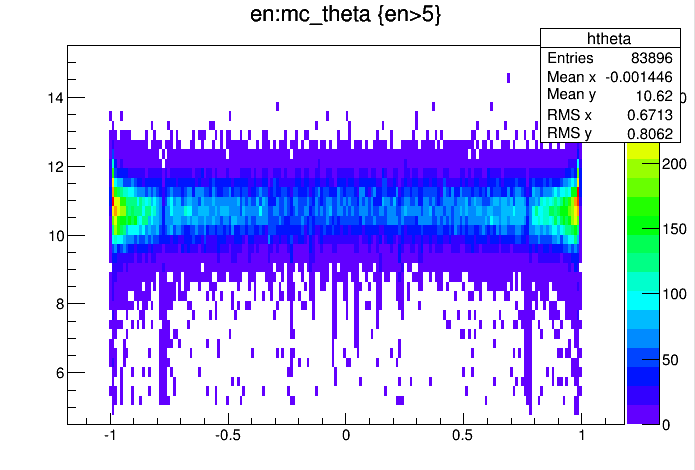 en:mc_theta {en>5}
htheta
Entries 83896
Mean x -0.001446
Mean y 10.62
RMS x 0.6713
RMS y 0.8062
14
12
10
8
6
-1
-0.5
0
0.5
1
200
150
100
50
0